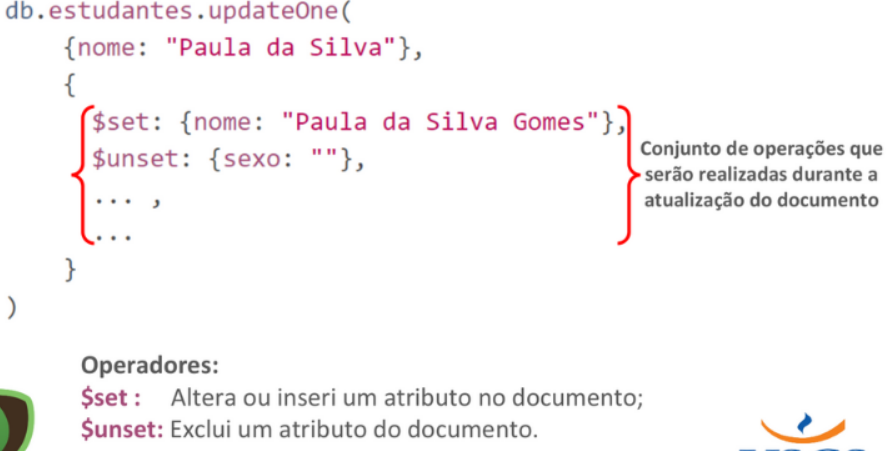 db.estudantes.updateOne(
{nome: "Paula da Silva"},
{
$set: {nome: "Paula da Silva Gomes"},
$unset: {sexo: ""},
... ,
...
}
)
Conjunto de operações que
serão realizadas durante a
atualização do documento
Operadores:
$set : Altera ou inseri um atributo no documento;
$unset: Exclui um atributo do documento.